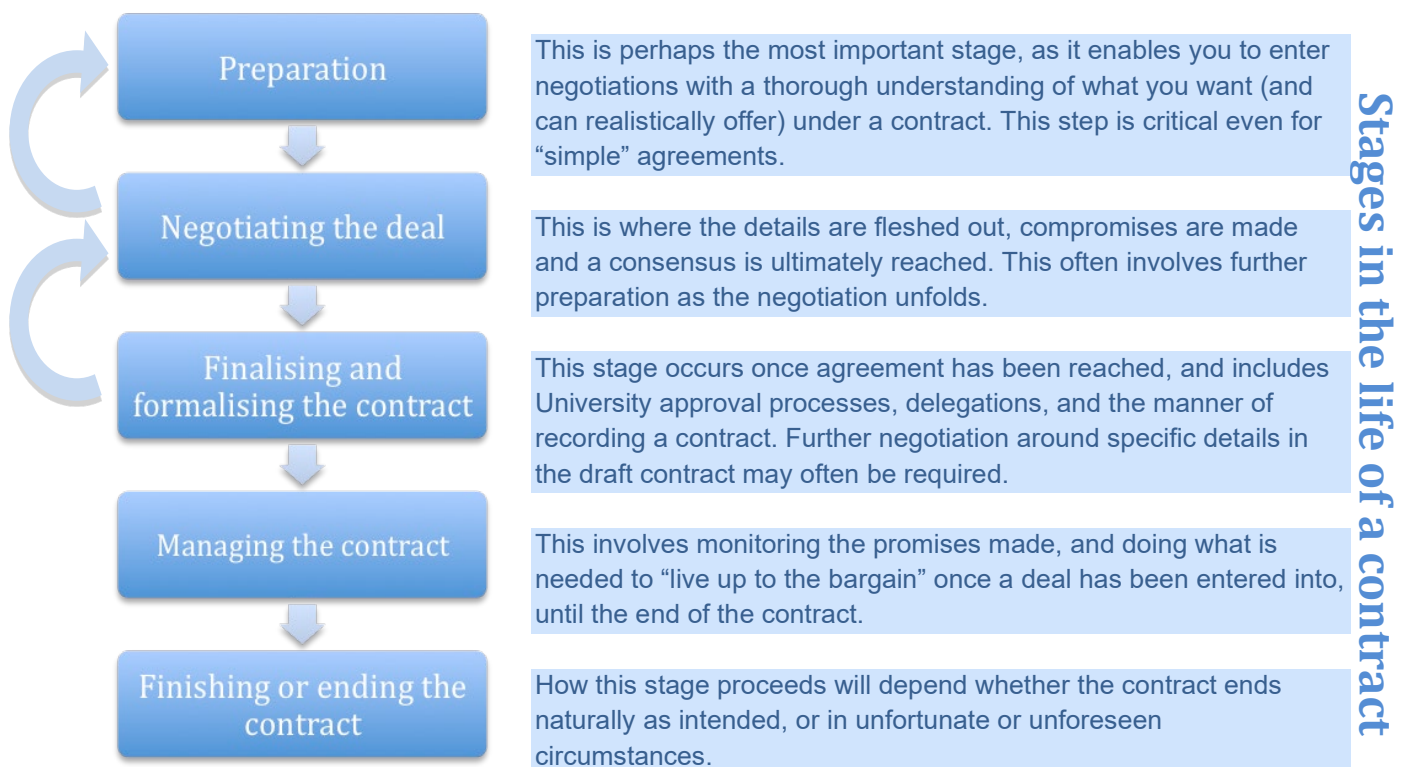 Stages in the life of a contract
Preparation
This is perhaps the most important stage, as it enables you to enter
negotiations with a thorough understanding of what you want (and
can realistically offer) under a contract. This step is critical even for
“simple” agreements.
Negotiating the deal
This is where the details are fleshed out, compromises are made
and a consensus is ultimately reached. This often involves further
preparation as the negotiation unfolds.
Finalising and
formalising the contract
This stage occurs once agreement has been reached, and includes
University approval processes, delegations, and the manner of
recording a contract. Further negotiation around specific details in
the draft contract may often be required.
Managing the contract
This involves monitoring the promises made, and doing what is
needed to “live up to the bargain” once a deal has been entered into,
until the end of the contract.
Finishing or ending the
contract
How this stage proceeds will depend whether the contract ends
naturally as intended, or in unfortunate or unforeseen
circumstances.